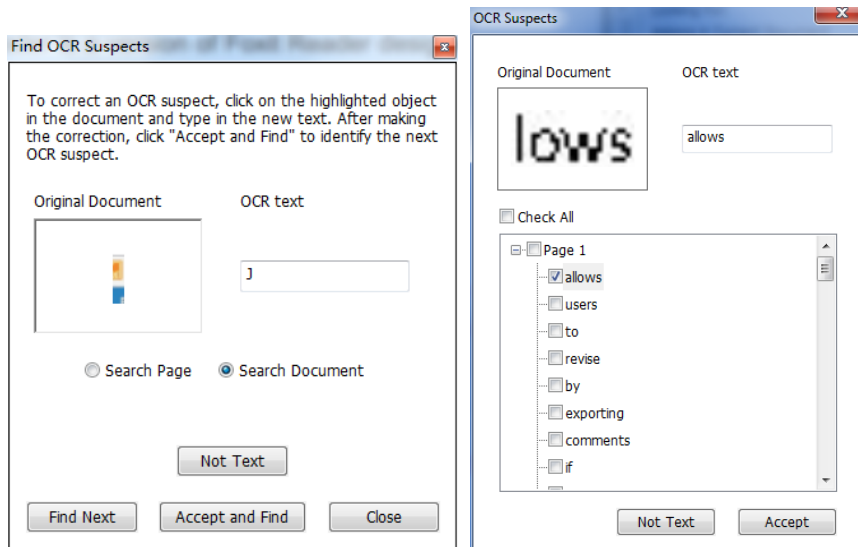 Find OCR Suspects
To correct an OCR suspect, click on the highlighted object
in the document and type in the new text. After making
the correction, click "Accept and Find" to identify the next
OCR suspect.
Original Document OCR text
J
Search Page Search Document
Not Text
Find Next Accept and Find Close
OCR Suspects
Original Document OCR text
lows
allows
Check All
Page 1
allows
users
to
revise
by
exporting
comments
if
Not Text Accept